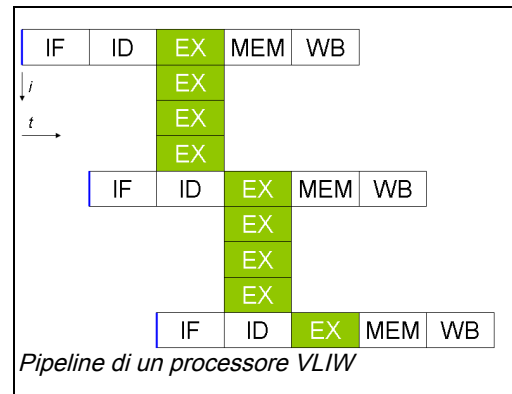 IF ID EX MEM WB
i
EX
t
EX
EX
IF ID EX MEM WB
EX
EX
EX
IF ID EX MEM WB
Pipeline di un processore VLIW